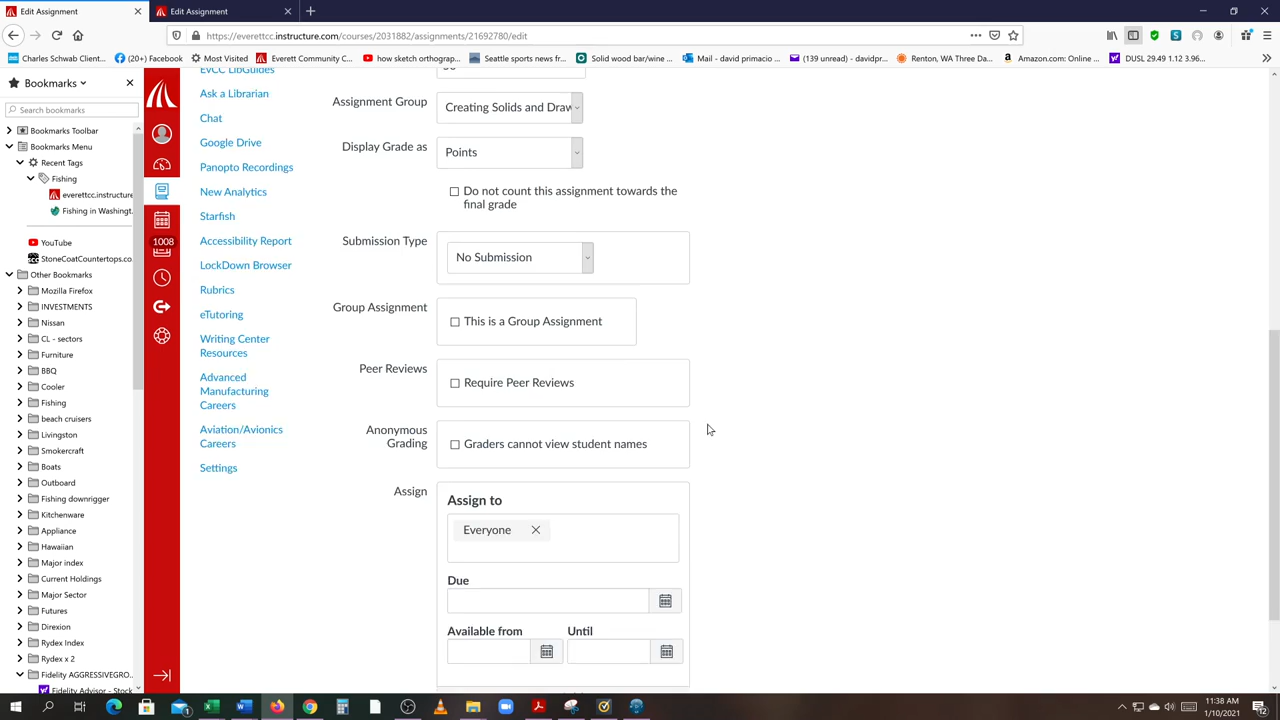 Edit Assignment
Edit Assignment
https://everettcc.instructure.com/courses/2031882/assignments/21692780/edit
Charles Schwab Client...
(20+) Facebook
Most Visited
Everett Community C...
how sketch orthograp...
Seattle sports news fr...
Solid wood bar/wine ...
Mail - david primacio ...
(139 unread) - davidpr...
Renton, WA Three Da...
Amazon.com: Online ...
DUSL 29.49 1.12 3.96...
Bookmarks
Search bookmarks
Bookmarks Toolbar
Bookmarks Menu
Recent Tags
Fishing
everettcc.instructure
Fishing in Washingt.
YouTube
StoneCoatCountertops.co
Other Bookmarks
Mozilla Firefox
INVESTMENTS
Nissan
CL - sectors
Furniture
BBQ
Cooler
Fishing
beach cruisers
Livingston
Smokercraft
Boats
Outboard
Fishing downrigger
Kitchenware
Appliance
Hawaiian
Major index
Current Holdings
Major Sector
Futures
Direxion
Rydex Index
Rydex x 2
Fidelity AGGRESSIVEGRO...
Fidelity Advisor - Stock
1008
EvCC LibGuides
Ask a Librarian
Chat
Google Drive
Panopto Recordings
New Analytics
Starfish
Accessibility Report
LockDown Browser
Rubrics
eTutoring
Writing Center
Resources
Advanced
Manufacturing
Careers
Aviation/Avionics
Careers
Settings
Assignment Group
Creating Solids and Draw
Display Grade as
Points
Do not count this assignment towards the
final grade
Submission Type
No Submission
Group Assignment
This is a Group Assignment
Peer Reviews
Require Peer Reviews
Anonymous
Grading
Graders cannot view student names
Assign
Assign to
Everyone
Due
Available from
Until
11:38 AM
1/10/2021